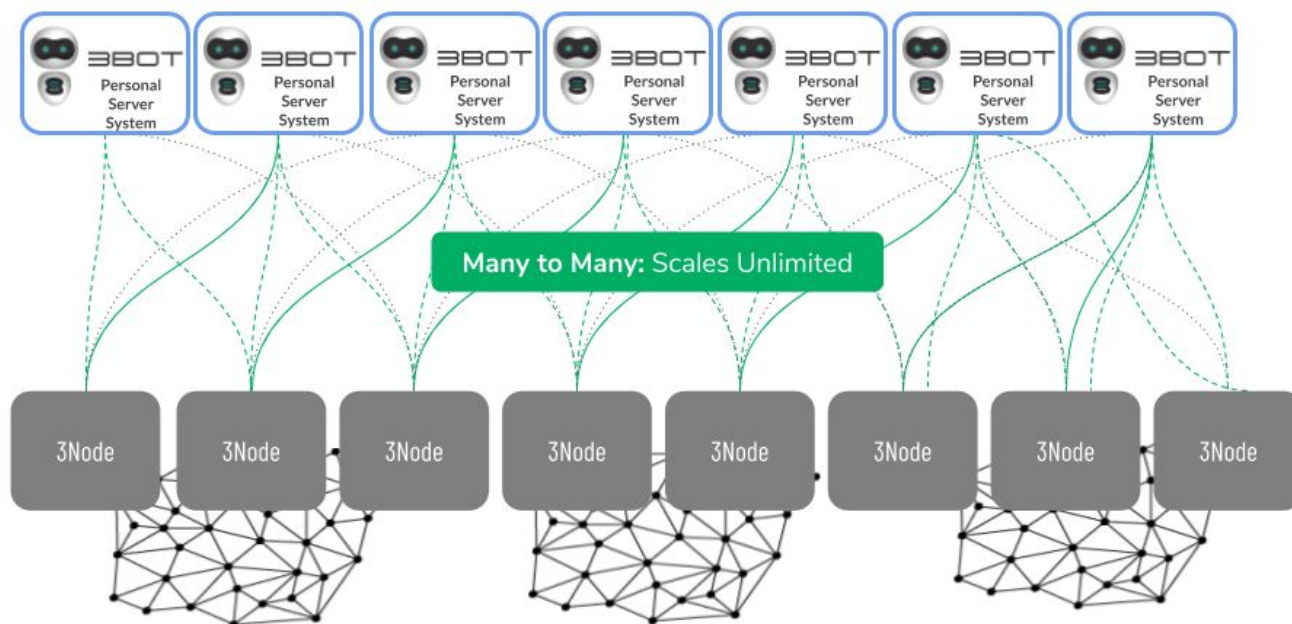 3BOT
Personal
Server
System
3BOT
Personal
Server
System
3BOT
Personal
Server
System
3BOT
Personal
Server
System
3BOT
Personal
Server
System
3BOT
Personal
Server
System
3BOT
Personal
Server
System
Many to Many: Scales Unlimited
3Node
3Node
3Node
3Node
3Node
3Node
3Node
3Node